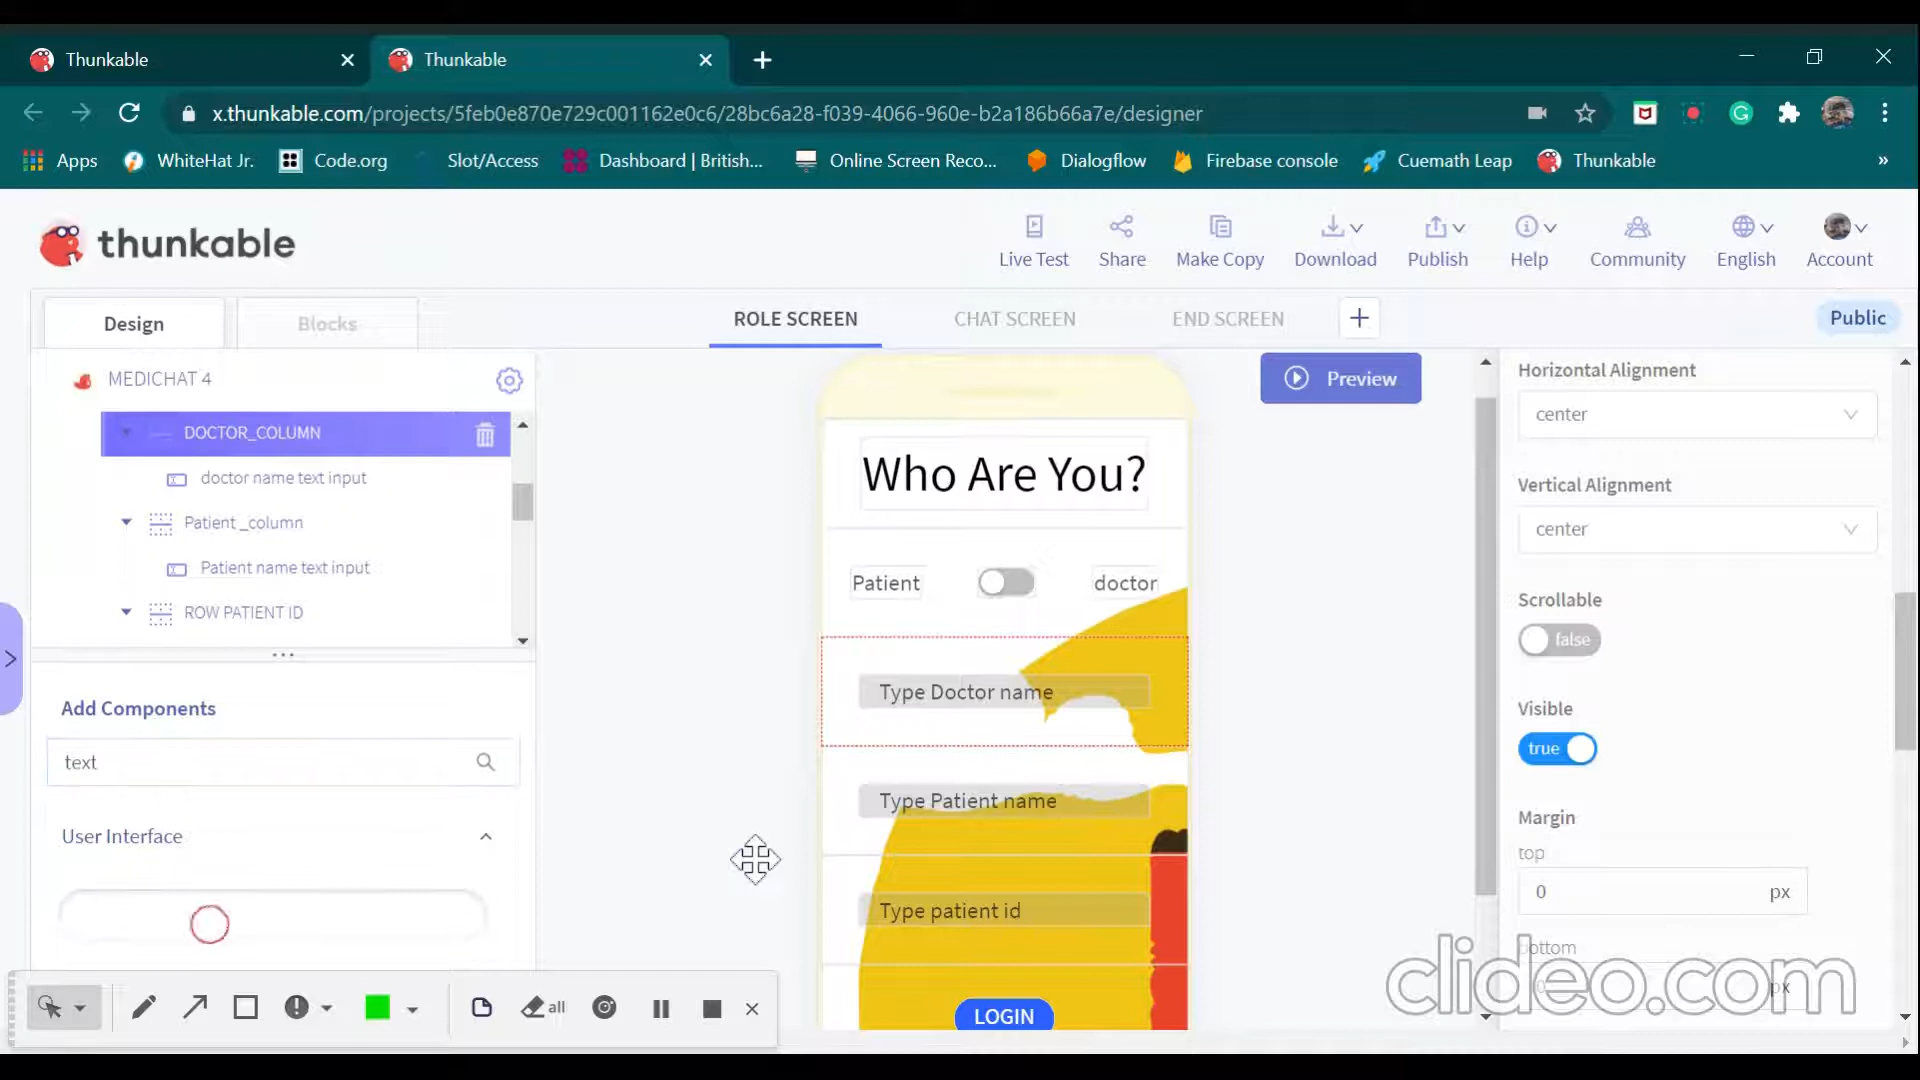 Thunkable
Thunkable
x.thunkable.com/projects/5feb0e870e729c001162e0c6/28bc6a28-f039-4066-960e-b2a186b66a7e/designer
Apps WhiteHat Jr. Code.org Slot/Access Dashboard | British... Online Screen Reco... Dialogflow Firebase console Cuemath Leap Thunkable »
thunkable
Live Test Share Make Copy Download Publish Help Community English Account
Design Blocks ROLE SCREEN CHAT SCREEN END SCREEN + Public
MEDICHAT 4
DOCTOR_COLUMN
doctor name text input
Patient _column
Patient name text input
ROW PATIENT ID
Add Components
text
User Interface
Preview
Who Are You?
Patient doctor
Type Doctor name
Type Patient name
Type patient id
LOGIN
Horizontal Alignment
center
Vertical Alignment
center
Scrollable
false
Visible
true
Margin
top
0 px
bottom
0 px
all
clideo.com